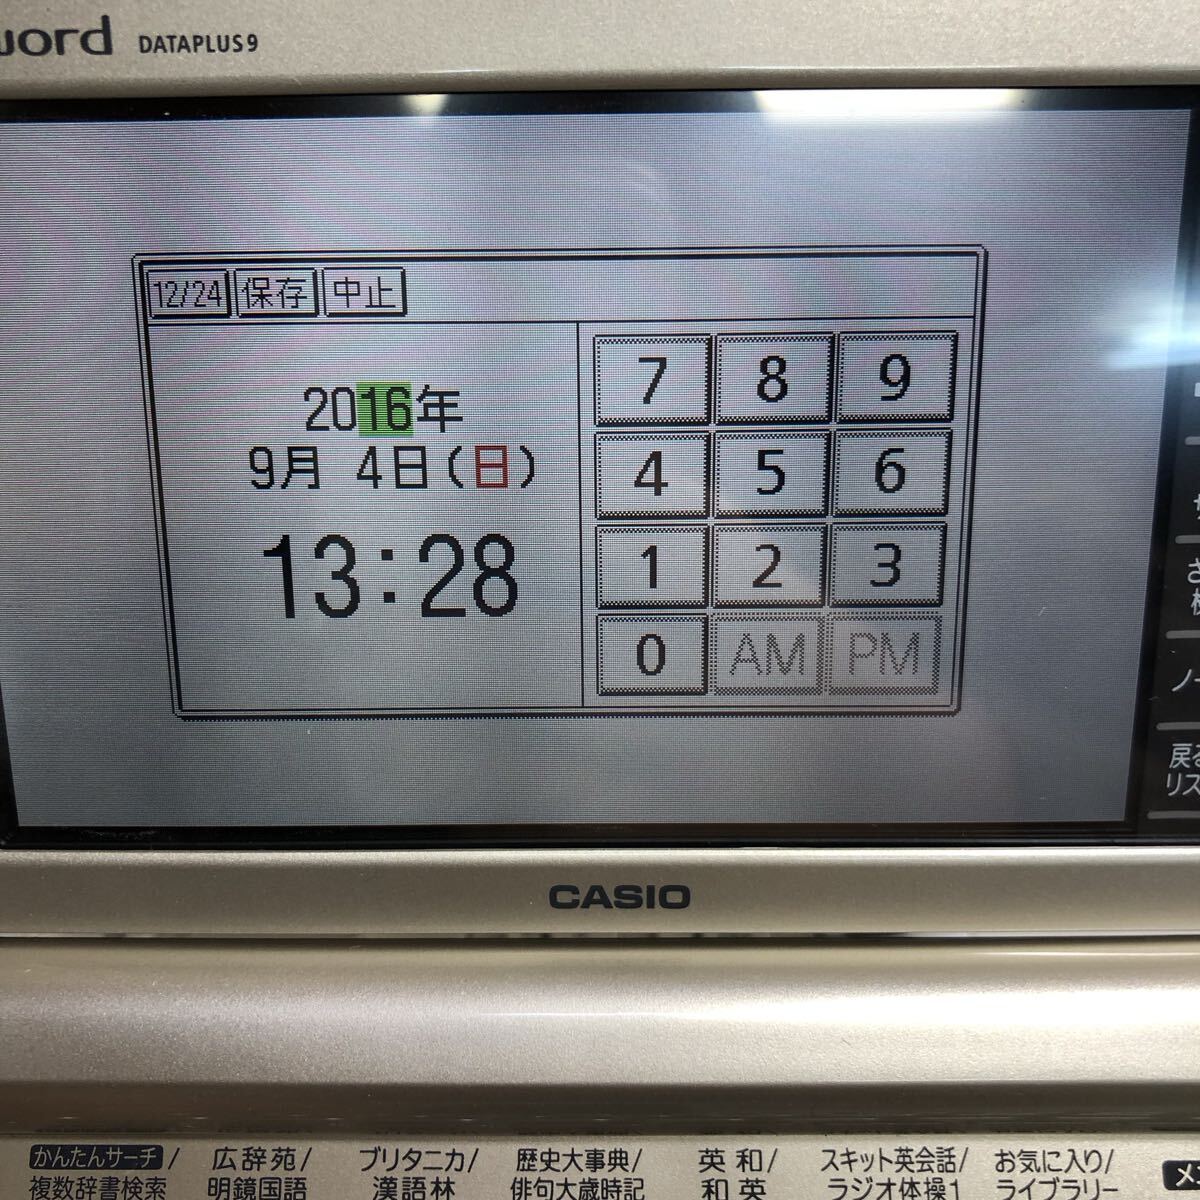 word DATAPLUS9
12/24 保存 中止
2016年
9月 4日(日)
13:28
7 8 9
4 5 6
1 2 3
0 AM PM
戻る
リス
CASIO
かんたんサーチ/ 広辞苑/ ブリタニカ/ 歴史大事典/ 英和/ スキット英会話/ お気に入り/
複数辞書検索 明鏡国語 漢語林 俳句大歳時記 和英 ラジオ体操1 ライブラリー